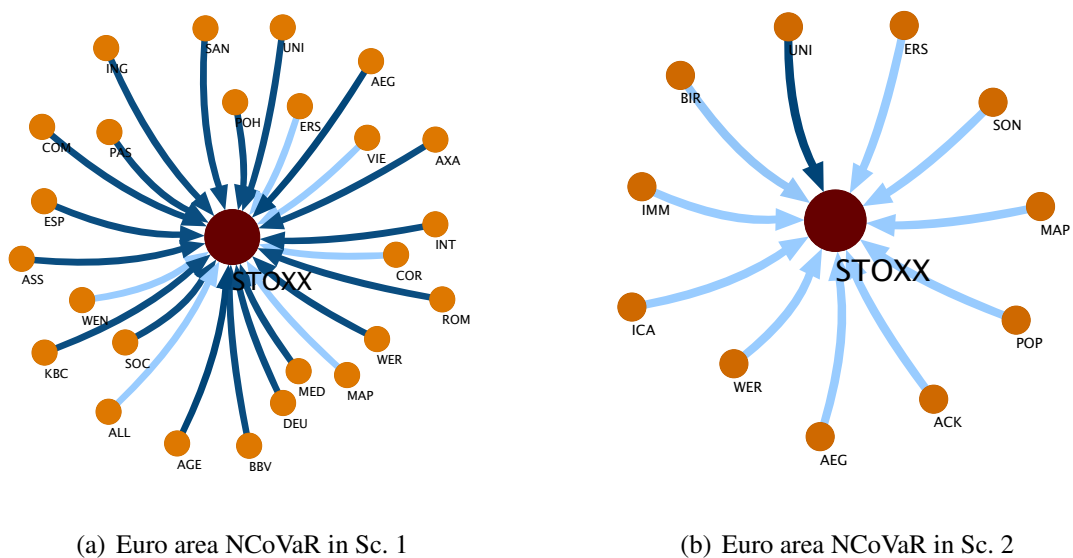 SAN
UNI
ING
AEG
POH
ERS
COM
PAS
VIE
AXA
ESP
INT
ASS
COR
STOXX
WEN
ROM
KBC
SOC
WER
MED
MAP
ALL
DEU
AGE
BBV
(a) Euro area NCoVaR in Sc. 1
UNI
ERS
BIR
SON
IMM
MAP
STOXX
ICA
POP
WER
ACK
AEG
(b) Euro area NCoVaR in Sc. 2